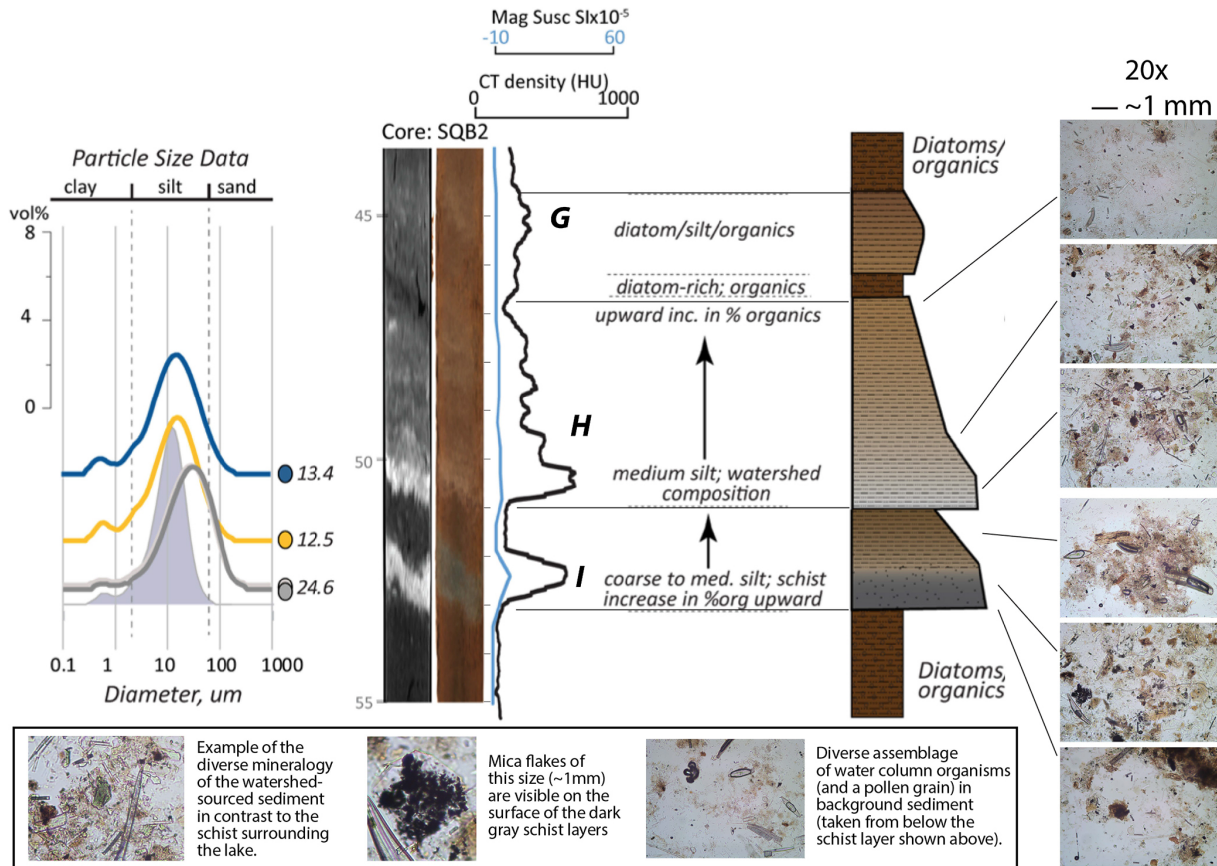 Mag Susc SIx10-5
-10 60
CT density (HU)
0 1000
20x
~1 mm
Core: SQB2
Particle Size Data
clay silt sand
vol%
8
4
0
13.4
12.5
24.6
0.1 1 10 100 1000
Diameter, um
45
50
55
G
H
I
diatom/silt/organics
diatom-rich; organics
upward inc. in % organics
medium silt; watershed
composition
coarse to med. silt; schist
increase in %org upward
Diatoms/
organics
Diatoms,
organics
Example of the
diverse mineralogy
of the watershed-
sourced sediment
in contrast to the
schist surrounding
the lake.
Mica flakes of
this size (~1mm)
are visible on the
surface of the dark
gray schist layers
Diverse assemblage
of water column organisms
(and a pollen grain) in
background sediment
(taken from below the
schist layer shown above).